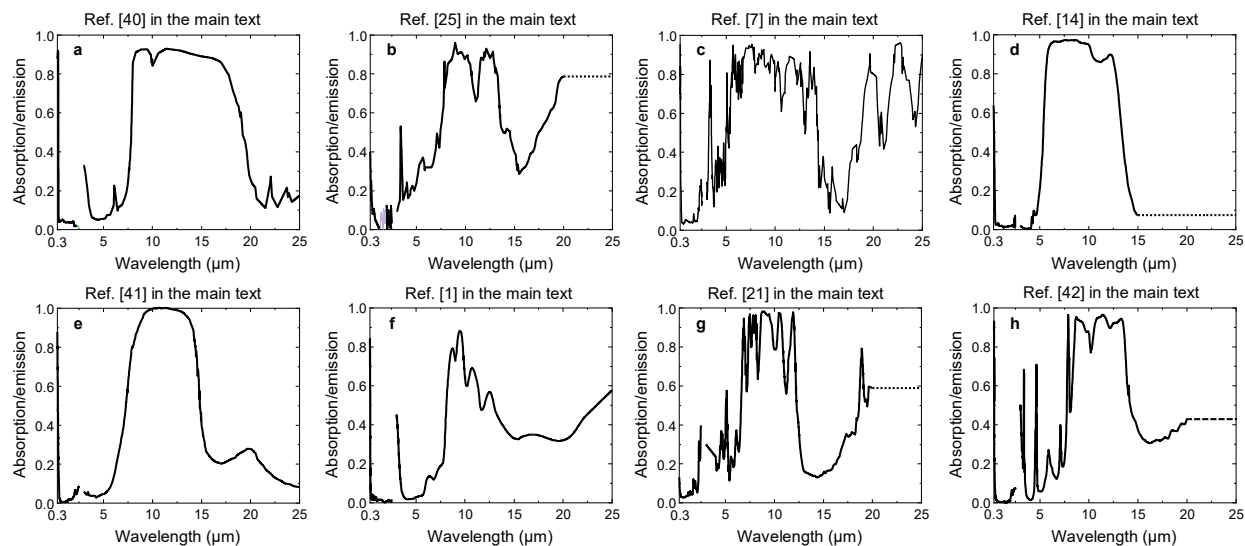 Ref. [40] in the main text
Ref. [25] in the main text
Ref. [7] in the main text
Ref. [14] in the main text
a
b
c
d
Absorption/emission
Absorption/emission
Absorption/emission
Absorption/emission
1.0
0.8
0.6
0.4
0.2
0.0
1.0
0.8
0.6
0.4
0.2
0.0
1.0
0.8
0.6
0.4
0.2
0.0
1.0
0.8
0.6
0.4
0.2
0.0
0.3 5 10 15 20 25
0.3 5 10 15 20 25
0.3 5 10 15 20 25
0.3 5 10 15 20 25
Wavelength (μm)
Wavelength (μm)
Wavelength (μm)
Wavelength (μm)
Ref. [41] in the main text
Ref. [1] in the main text
Ref. [21] in the main text
Ref. [42] in the main text
e
f
g
h
Absorption/emission
Absorption/emission
Absorption/emission
Absorption/emission
1.0
0.8
0.6
0.4
0.2
0.0
1.0
0.8
0.6
0.4
0.2
0.0
1.0
0.8
0.6
0.4
0.2
0.0
1.0
0.8
0.6
0.4
0.2
0.0
0.3 5 10 15 20 25
0.3 5 10 15 20 25
0.3 5 10 15 20 25
0.3 5 10 15 20 25
Wavelength (μm)
Wavelength (μm)
Wavelength (μm)
Wavelength (μm)